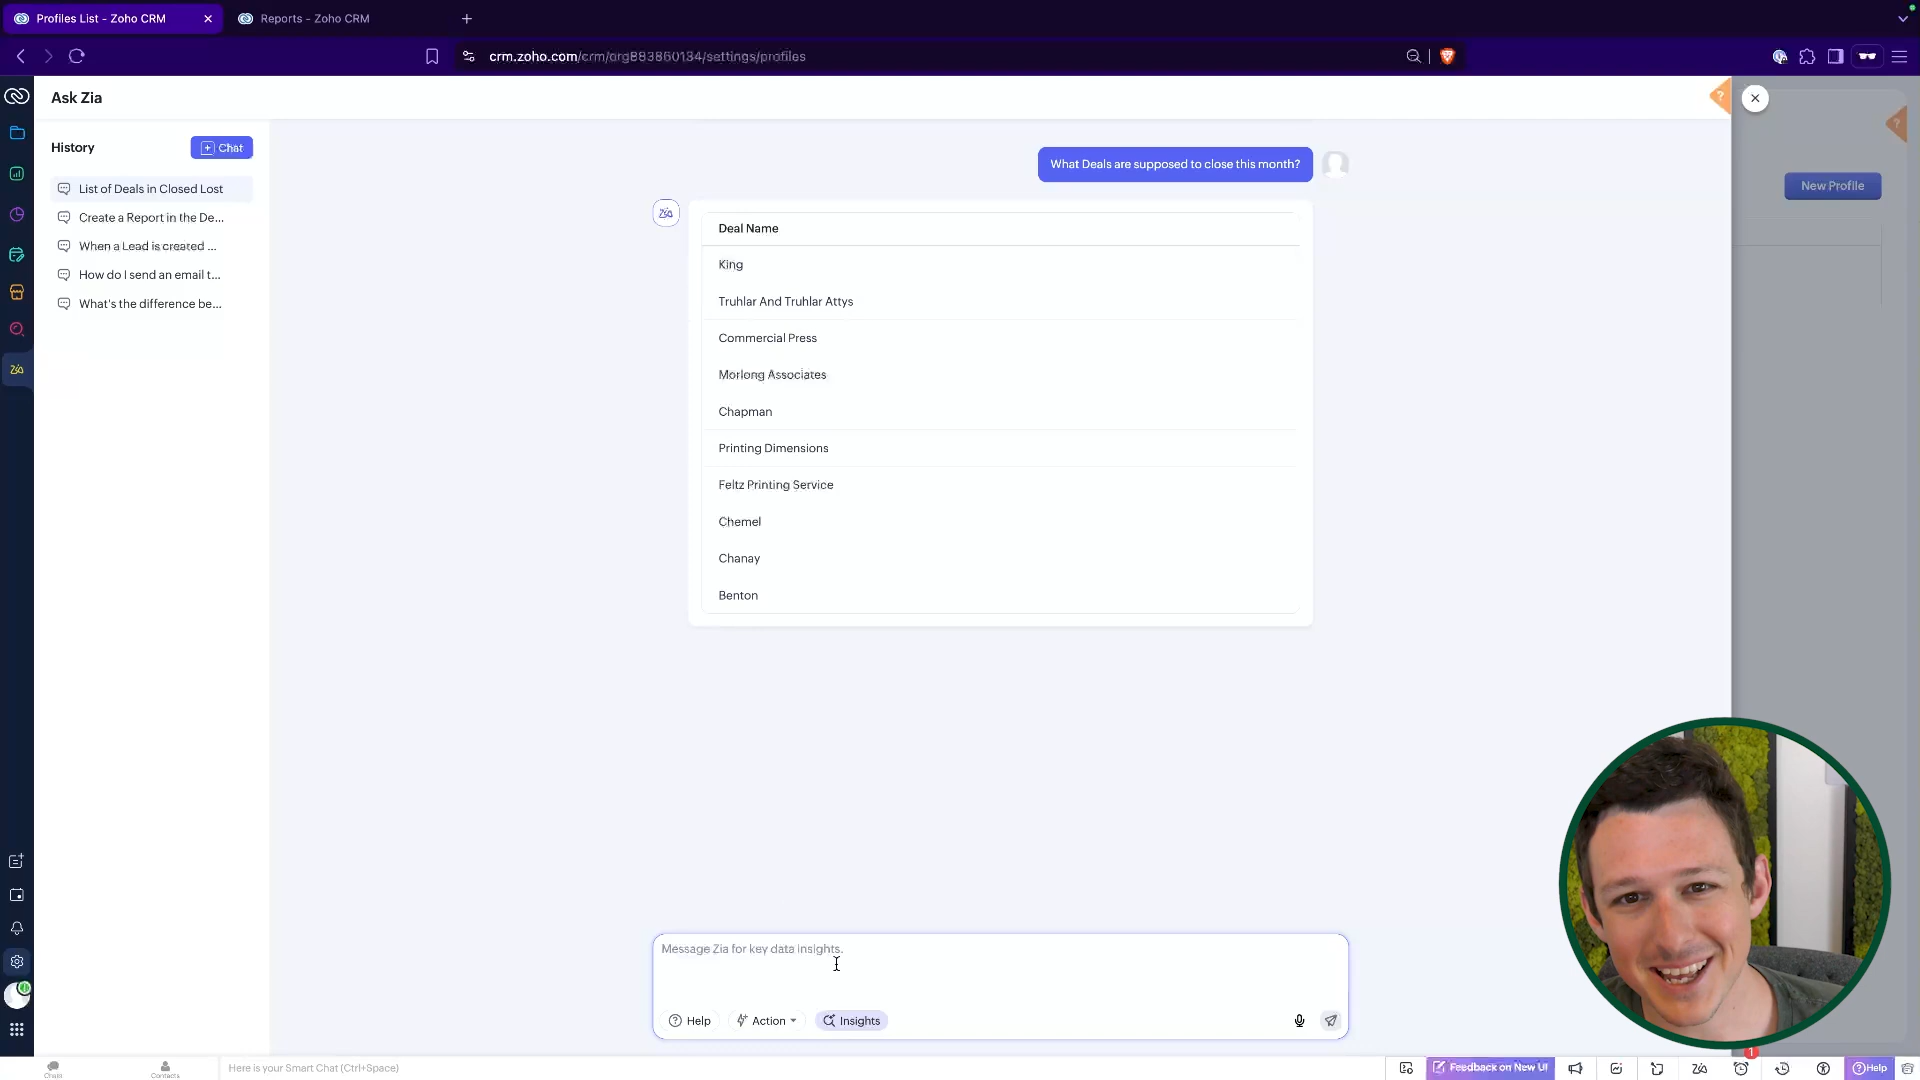 Profiles List - Zoho CRM
Reports - Zoho CRM
crm.zoho.com/crm/org883860134/settings/profiles
Ask Zia
History
Chat
List of Deals in Closed Lost
Create a Report in the De...
When a Lead is created ...
How do I send an email t...
What's the difference be...
What Deals are supposed to close this month?
Zia
Deal Name
King
Truhlar And Truhlar Attys
Commercial Press
Morlong Associates
Chapman
Printing Dimensions
Feltz Printing Service
Chemel
Chanay
Benton
New Profile
Message Zia for key data insights.
Help
Action
Insights
Chats
Contacts
Here is your Smart Chat (Ctrl+Space)
Feedback on New UI
1
Help